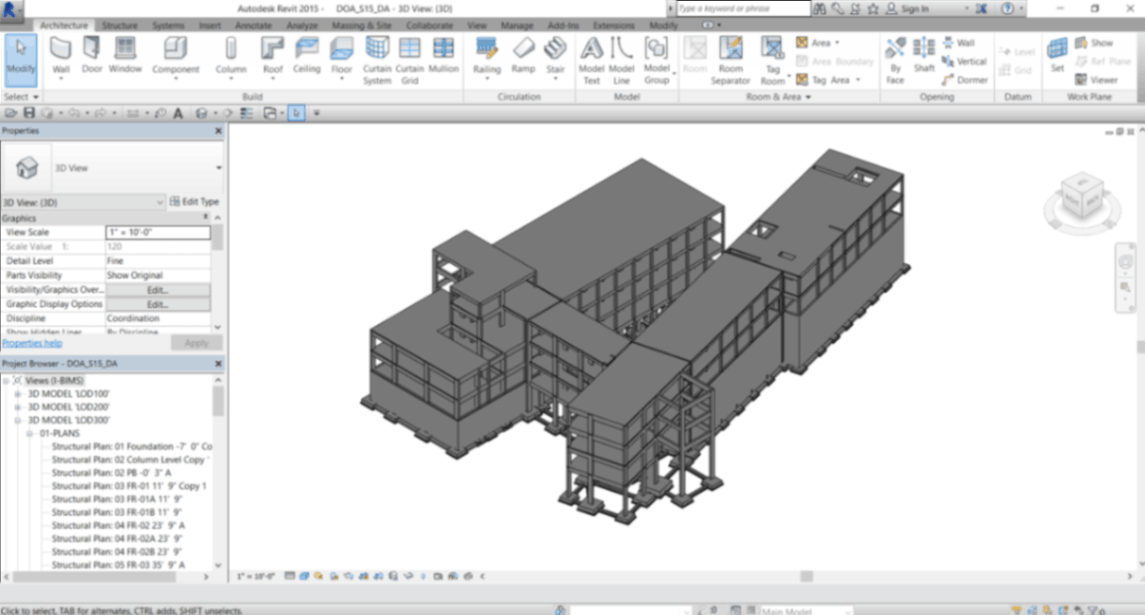 Autodesk Revit 2015 - DOA_S15_DA - 3D View: {3D}
Type a keyword or phrase
Sign In
Architecture Structure Systems Insert Annotate Analyze Massing & Site Collaborate View Manage Add-Ins Extensions Modify
Modify Wall Door Window Component Column Roof Ceiling Floor Curtain System Curtain Grid Mullion Railing Ramp Stair Model Text Model Line Model Group Room Room Separator Tag Room
Area
Area Boundary
Tag Area
By Face Shaft
Wall
Vertical
Dormer
Level
Grid
Set
Show
Ref Plane
Viewer
Select Build Circulation Model Room & Area Opening Datum Work Plane
Properties
3D View
3D View: {3D} Edit Type
Graphics
View Scale 1" = 10'-0"
Scale Value 1: 120
Detail Level Fine
Parts Visibility Show Original
Visibility/Graphics Over... Edit...
Graphic Display Options Edit...
Discipline Coordination
Show Hidden Lines By Discipline
Properties help Apply
Project Browser - DOA_S15_DA
Views (I-BIMS)
3D MODEL 'LOD100'
3D MODEL 'LOD200'
3D MODEL 'LOD300'
01-PLANS
Structural Plan: 01 Foundation -7' 0" Co
Structural Plan: 02 Column Level Copy
Structural Plan: 02 PB -0' 3" A
Structural Plan: 03 FR-01 11' 9" Copy 1
Structural Plan: 03 FR-01A 11' 9"
Structural Plan: 03 FR-01B 11' 9"
Structural Plan: 04 FR-02 23' 9" A
Structural Plan: 04 FR-02A 23' 9"
Structural Plan: 04 FR-02B 23' 9"
Structural Plan: 05 FR-03 35' 9" A
1" = 10'-0"
Click to select, TAB for alternates, CTRL adds, SHIFT unselects.
Main Model